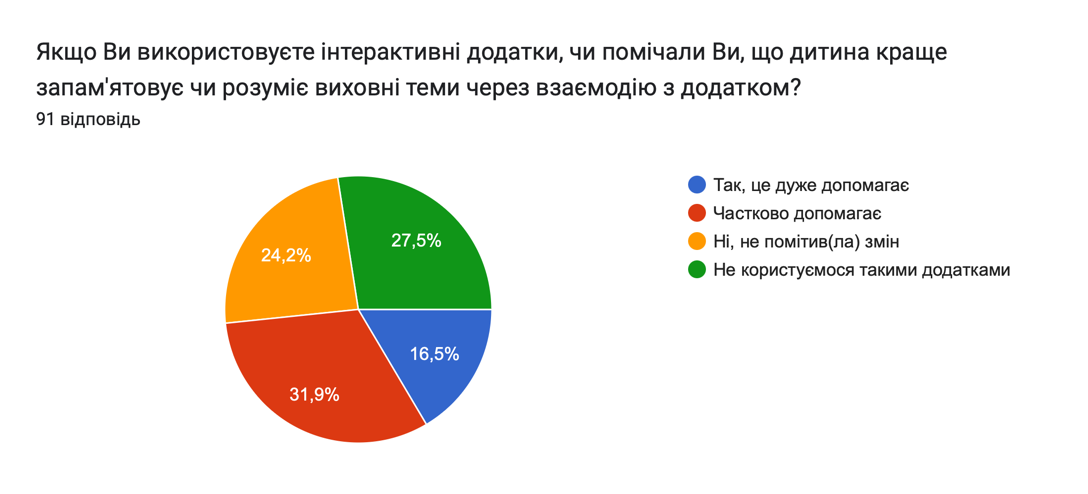 Якщо Ви використовуєте інтерактивні додатки, чи помічали Ви, що дитина краще
запам'ятовує чи розуміє виховні теми через взаємодію з додатком?
91 відповідь
Так, це дуже допомагає
Частково допомагає
Ні, не помітив(ла) змін
Не користуємося такими додатками
27,5%
24,2%
16,5%
31,9%